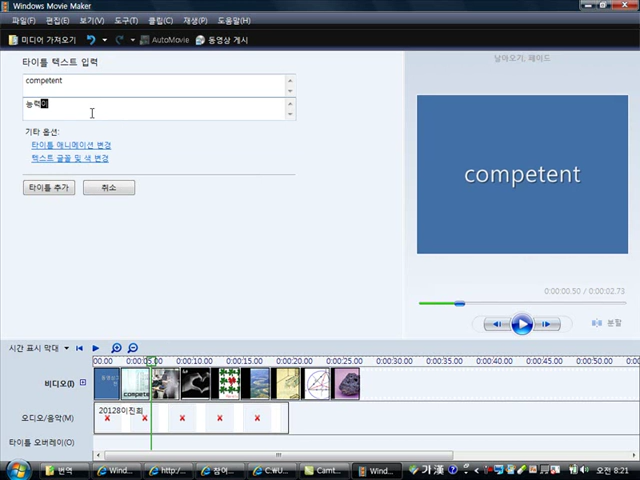 Windows Movie Maker
파일(F) 편집(E) 보기(V) 도구(T) 클립(C) 재생(P) 도움말(H)
미디어 가져오기 AutoMovie 동영상 게시
타이틀 텍스트 입력
competent
능력이
기타 옵션:
타이틀 애니메이션 변경
텍스트 글꼴 및 색 변경
타이틀 추가 취소
날아오기, 페이드
competent
0:00:00.50 / 0:00:02.73
분할
시간 표시 막대
00.00 0:00:05.00 0:00:10.00 0:00:15.00 0:00:20.00 0:00:25.00 0:00:30.00 0:00:35.00 0:00:40.00 0:00:45.00 0:00:50.00
비디오(I)
compete
오디오/음악(M)
20128이진희
타이틀 오버레이(O)
번역 Wind... http:/... 참여... C:₩U... Camt... Wind... 가 漢 오전 8:21